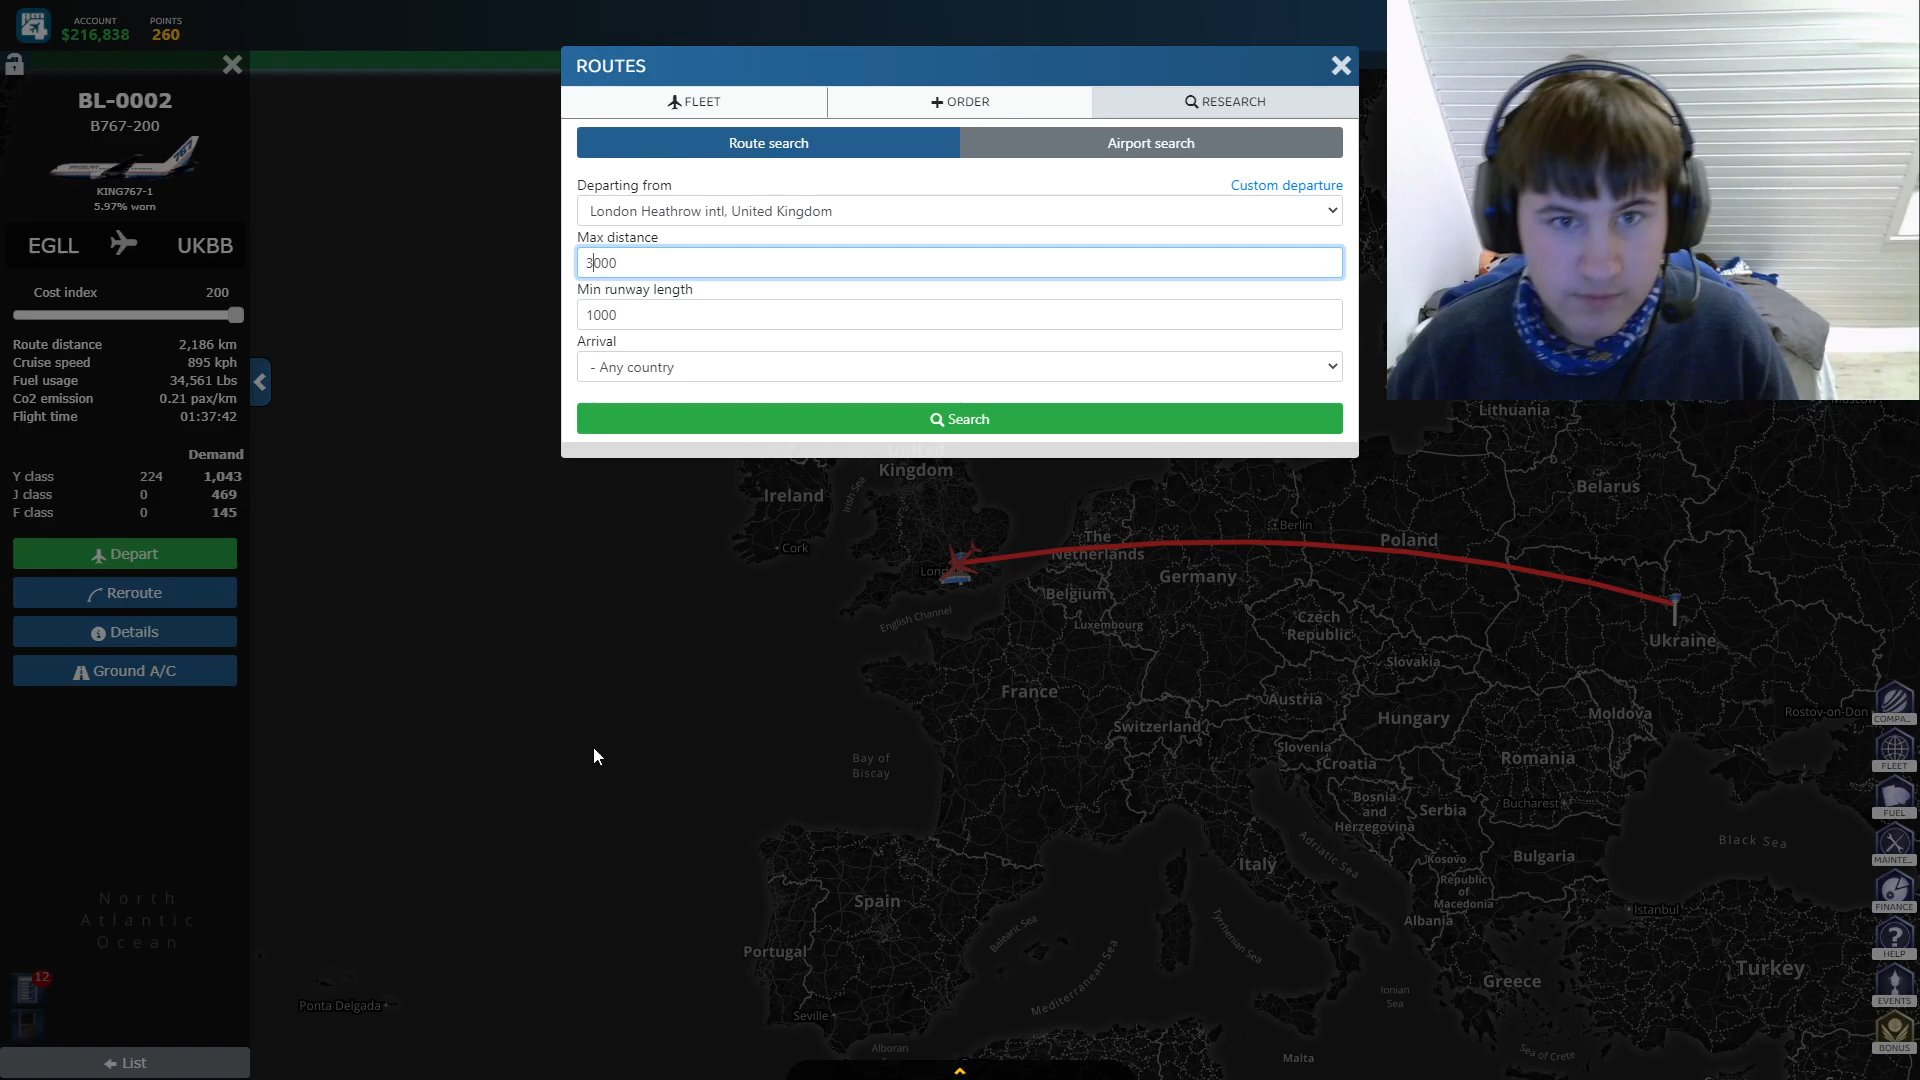 ACCOUNT
$216,838
POINTS
260
BL-0002
B767-200
KING767-1
5.97% worn
EGLL
UKBB
Cost index
200
Route distance
2,186 km
Cruise speed
895 kph
Fuel usage
34,561 Lbs
Co2 emission
0.21 pax/km
Flight time
01:37:42
Demand
Y class
224
1,043
J class
0
469
F class
0
145
Depart
Reroute
Details
Ground A/C
List
12
ROUTES
FLEET
ORDER
RESEARCH
Route search
Airport search
Departing from
Custom departure
London Heathrow intl, United Kingdom
Max distance
3000
Min runway length
1000
Arrival
- Any country
Search
Kingdom
Ireland
Irish Sea
Cork
English Channel
The
Netherlands
Berlin
Poland
Lithuania
Belarus
Germany
Belgium
Luxembourg
Czech
Republic
Ukraine
Slovakia
France
Austria
Hungary
Moldova
Rostov-on-Don
Switzerland
Slovenia
Croatia
Romania
Bay of
Biscay
Bosnia
and
Herzegovina
Serbia
Bucharest
Black Sea
Adriatic Sea
Italy
Kosovo
Bulgaria
Republic
of
Macedonia
Spain
Balearic Sea
Tyrrhenian Sea
Albania
Istanbul
Portugal
Mediterranean Sea
Greece
Turkey
Ionian
Sea
Seville
Ponta Delgada
North
Atlantic
Ocean
Alboran
Malta
Sea of Crete
COMPA...
FLEET
FUEL
MAINTE...
FINANCE
HELP
EVENTS
BONUS